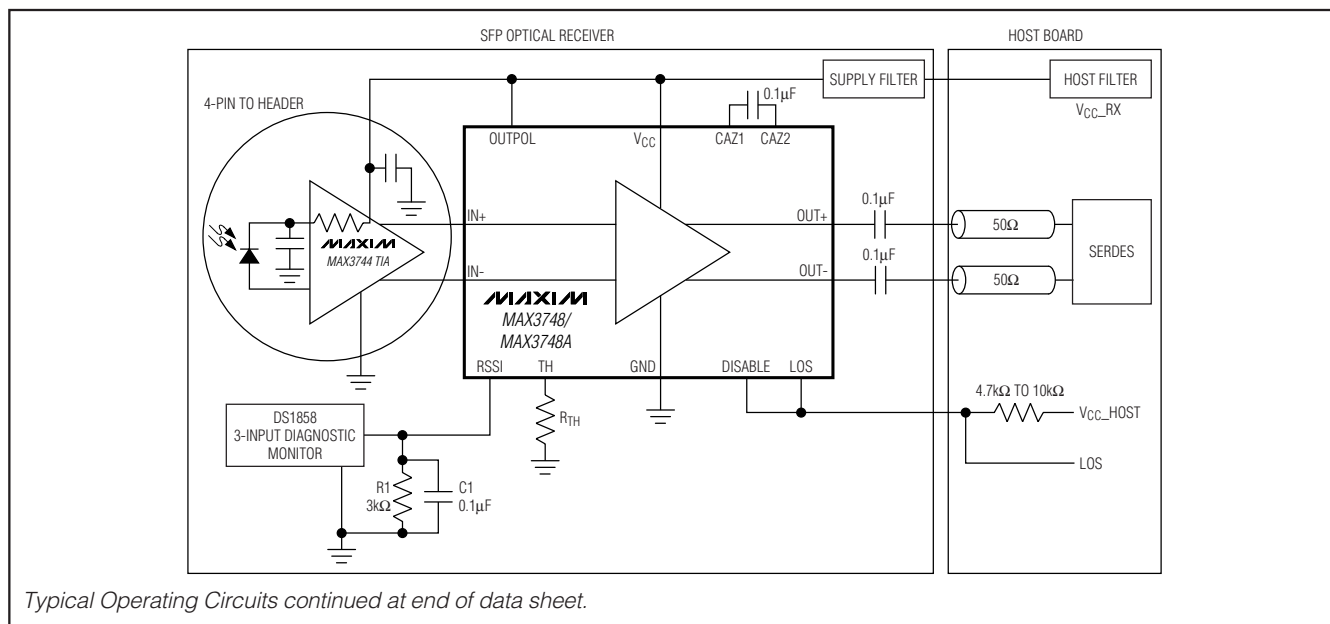 SFP OPTICAL RECEIVER
HOST BOARD
SUPPLY FILTER
HOST FILTER
VCC_RX
4-PIN TO HEADER
0.1µF
OUTPOL
VCC
CAZ1
CAZ2
MAXIM
MAX3744 TIA
IN+
IN-
OUT+
OUT-
0.1µF
0.1µF
50Ω
50Ω
SERDES
MAXIM
MAX3748/
MAX3748A
RSSI
TH
GND
DISABLE
LOS
RTH
4.7kΩ TO 10kΩ
VCC_HOST
LOS
DS1858
3-INPUT DIAGNOSTIC
MONITOR
R1
3kΩ
C1
0.1µF
Typical Operating Circuits continued at end of data sheet.